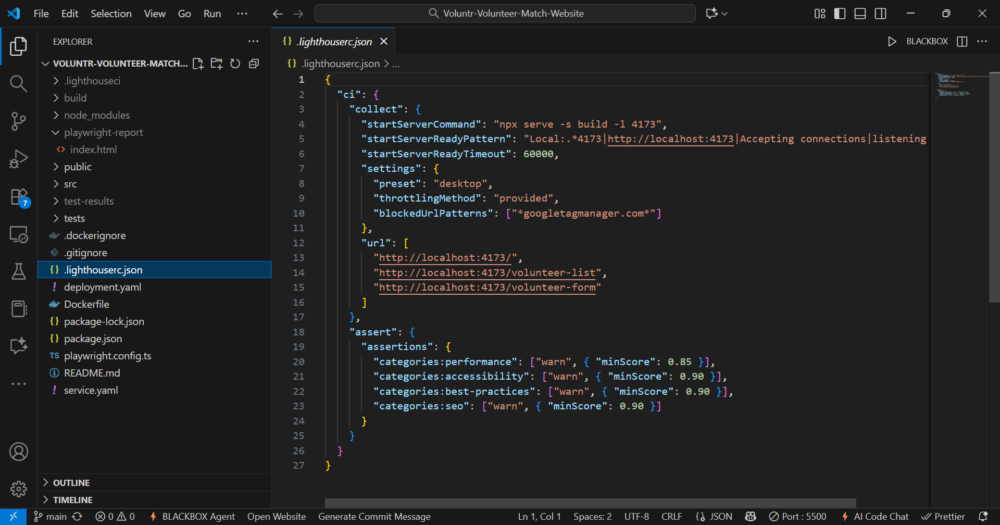 File Edit Selection View Go Run ···
Voluntr-Volunteer-Match-Website
EXPLORER ···
VOLUNTR-VOLUNTEER-MATCH...
.lighthouseci
build
node_modules
playwright-report
index.html
public
src
test-results
tests
.dockerignore
.gitignore
.lighthouserc.json
deployment.yaml
Dockerfile
package-lock.json
package.json
TS playwright.config.ts
README.md
service.yaml
OUTLINE
TIMELINE
7
{} .lighthouserc.json
BLACKBOX ···
{} .lighthouserc.json > ...
1 {
2 "ci": {
3 "collect": {
4 "startServerCommand": "npx serve -s build -l 4173",
5 "startServerReadyPattern": "Local:.*4173|http://localhost:4173|Accepting connections|listening
6 "startServerReadyTimeout": 60000,
7 "settings": {
8 "preset": "desktop",
9 "throttlingMethod": "provided",
10 "blockedUrlPatterns": ["*googletagmanager.com*"]
11 },
12 "url": [
13 "http://localhost:4173/",
14 "http://localhost:4173/volunteer-list",
15 "http://localhost:4173/volunteer-form"
16 ]
17 },
18 "assert": {
19 "assertions": {
20 "categories:performance": ["warn", { "minScore": 0.85 }],
21 "categories:accessibility": ["warn", { "minScore": 0.90 }],
22 "categories:best-practices": ["warn", { "minScore": 0.90 }],
23 "categories:seo": ["warn", { "minScore": 0.90 }]
24 }
25 }
26 }
27 }
main 0 0 BLACKBOX Agent Open Website Generate Commit Message Ln 1, Col 1 Spaces: 2 UTF-8 CRLF JSON Port : 5500 AI Code Chat Prettier